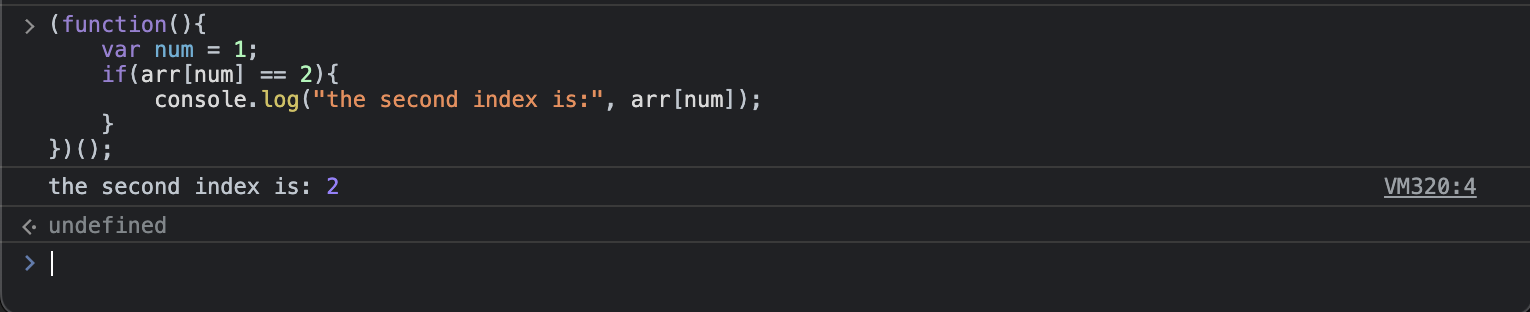 (function(){
    var num = 1;
    if(arr[num] == 2){
        console.log("the second index is:", arr[num]);
    }
})();
the second index is: 2 VM320:4
undefined